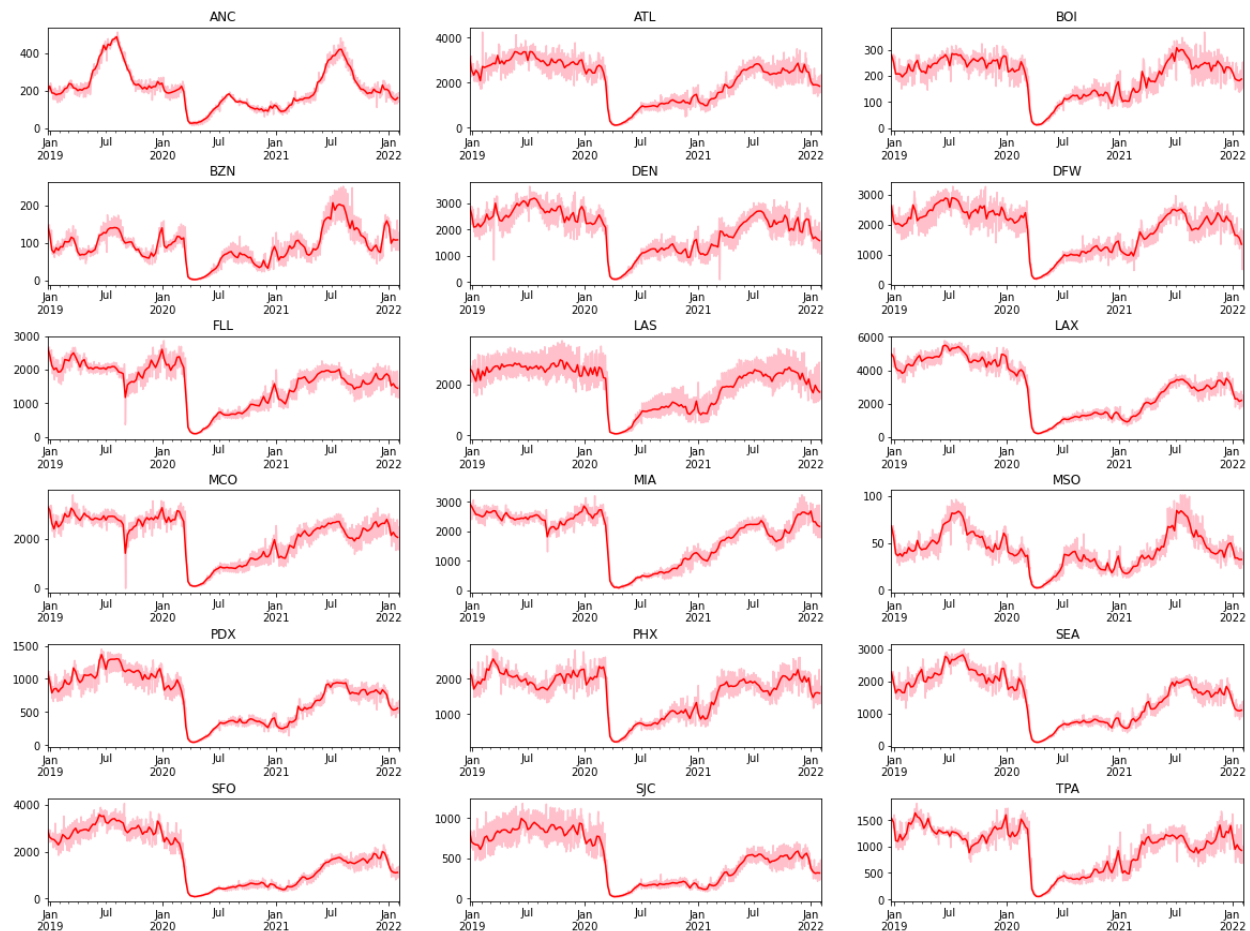 ANC ATL BOI
400 4000 300
200 2000 200
0 0 100
Jan 2019 Jul Jan 2020 Jul Jan 2021 Jul Jan 2022 Jan 2019 Jul Jan 2020 Jul Jan 2021 Jul Jan 2022 Jan 2019 Jul Jan 2020 Jul Jan 2021 Jul Jan 2022
BZN DEN DFW
200 3000 3000
100 2000 2000
0 1000 1000
0 0
Jan 2019 Jul Jan 2020 Jul Jan 2021 Jul Jan 2022 Jan 2019 Jul Jan 2020 Jul Jan 2021 Jul Jan 2022 Jan 2019 Jul Jan 2020 Jul Jan 2021 Jul Jan 2022
FLL LAS LAX
3000 2000 6000
2000 0 4000
1000 2000
0 0
Jan 2019 Jul Jan 2020 Jul Jan 2021 Jul Jan 2022 Jan 2019 Jul Jan 2020 Jul Jan 2021 Jul Jan 2022 Jan 2019 Jul Jan 2020 Jul Jan 2021 Jul Jan 2022
MCO MIA MSO
2000 3000 100
0 2000 50
1000 0
0
Jan 2019 Jul Jan 2020 Jul Jan 2021 Jul Jan 2022 Jan 2019 Jul Jan 2020 Jul Jan 2021 Jul Jan 2022 Jan 2019 Jul Jan 2020 Jul Jan 2021 Jul Jan 2022
PDX PHX SEA
1500 2000 3000
1000 1000 2000
500 1000
0 0
Jan 2019 Jul Jan 2020 Jul Jan 2021 Jul Jan 2022 Jan 2019 Jul Jan 2020 Jul Jan 2021 Jul Jan 2022 Jan 2019 Jul Jan 2020 Jul Jan 2021 Jul Jan 2022
SFO SJC TPA
4000 1000 1500
2000 500 1000
0 0 500
0
Jan 2019 Jul Jan 2020 Jul Jan 2021 Jul Jan 2022 Jan 2019 Jul Jan 2020 Jul Jan 2021 Jul Jan 2022 Jan 2019 Jul Jan 2020 Jul Jan 2021 Jul Jan 2022